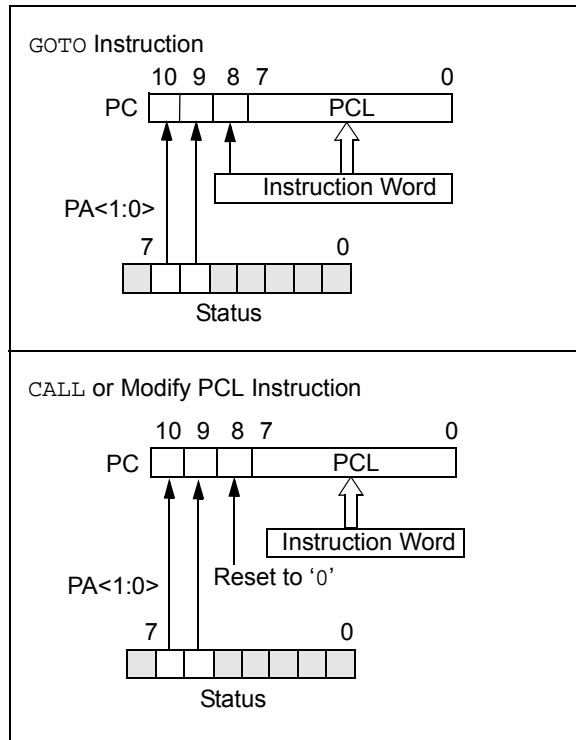 GOTO Instruction
10 9 8 7 0
PC PCL
Instruction Word
PA<1:0>
7 0
Status
CALL or Modify PCL Instruction
10 9 8 7 0
PC PCL
Instruction Word
Reset to ‘0’
PA<1:0>
7 0
Status